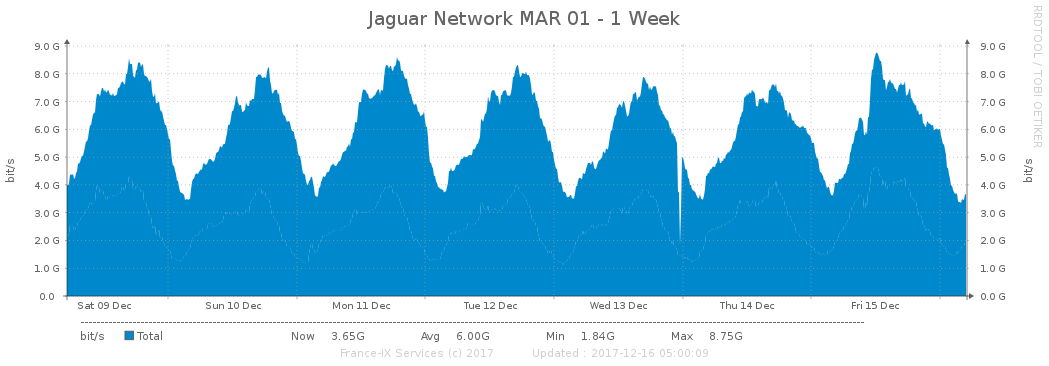 Jaguar Network MAR 01 - 1 Week
RRDTOOL / TOBI OETIKER
bit/s
9.0 G 9.0 G
8.0 G 8.0 G
7.0 G 7.0 G
6.0 G 6.0 G
5.0 G 5.0 G
4.0 G 4.0 G
3.0 G 3.0 G
2.0 G 2.0 G
1.0 G 1.0 G
0.0 0.0 G
bit/s
Sat 09 Dec Sun 10 Dec Mon 11 Dec Tue 12 Dec Wed 13 Dec Thu 14 Dec Fri 15 Dec
bit/s Total Now 3.65G Avg 6.00G Min 1.84G Max 8.75G
France-IX Services (c) 2017 Updated : 2017-12-16 05:00:09